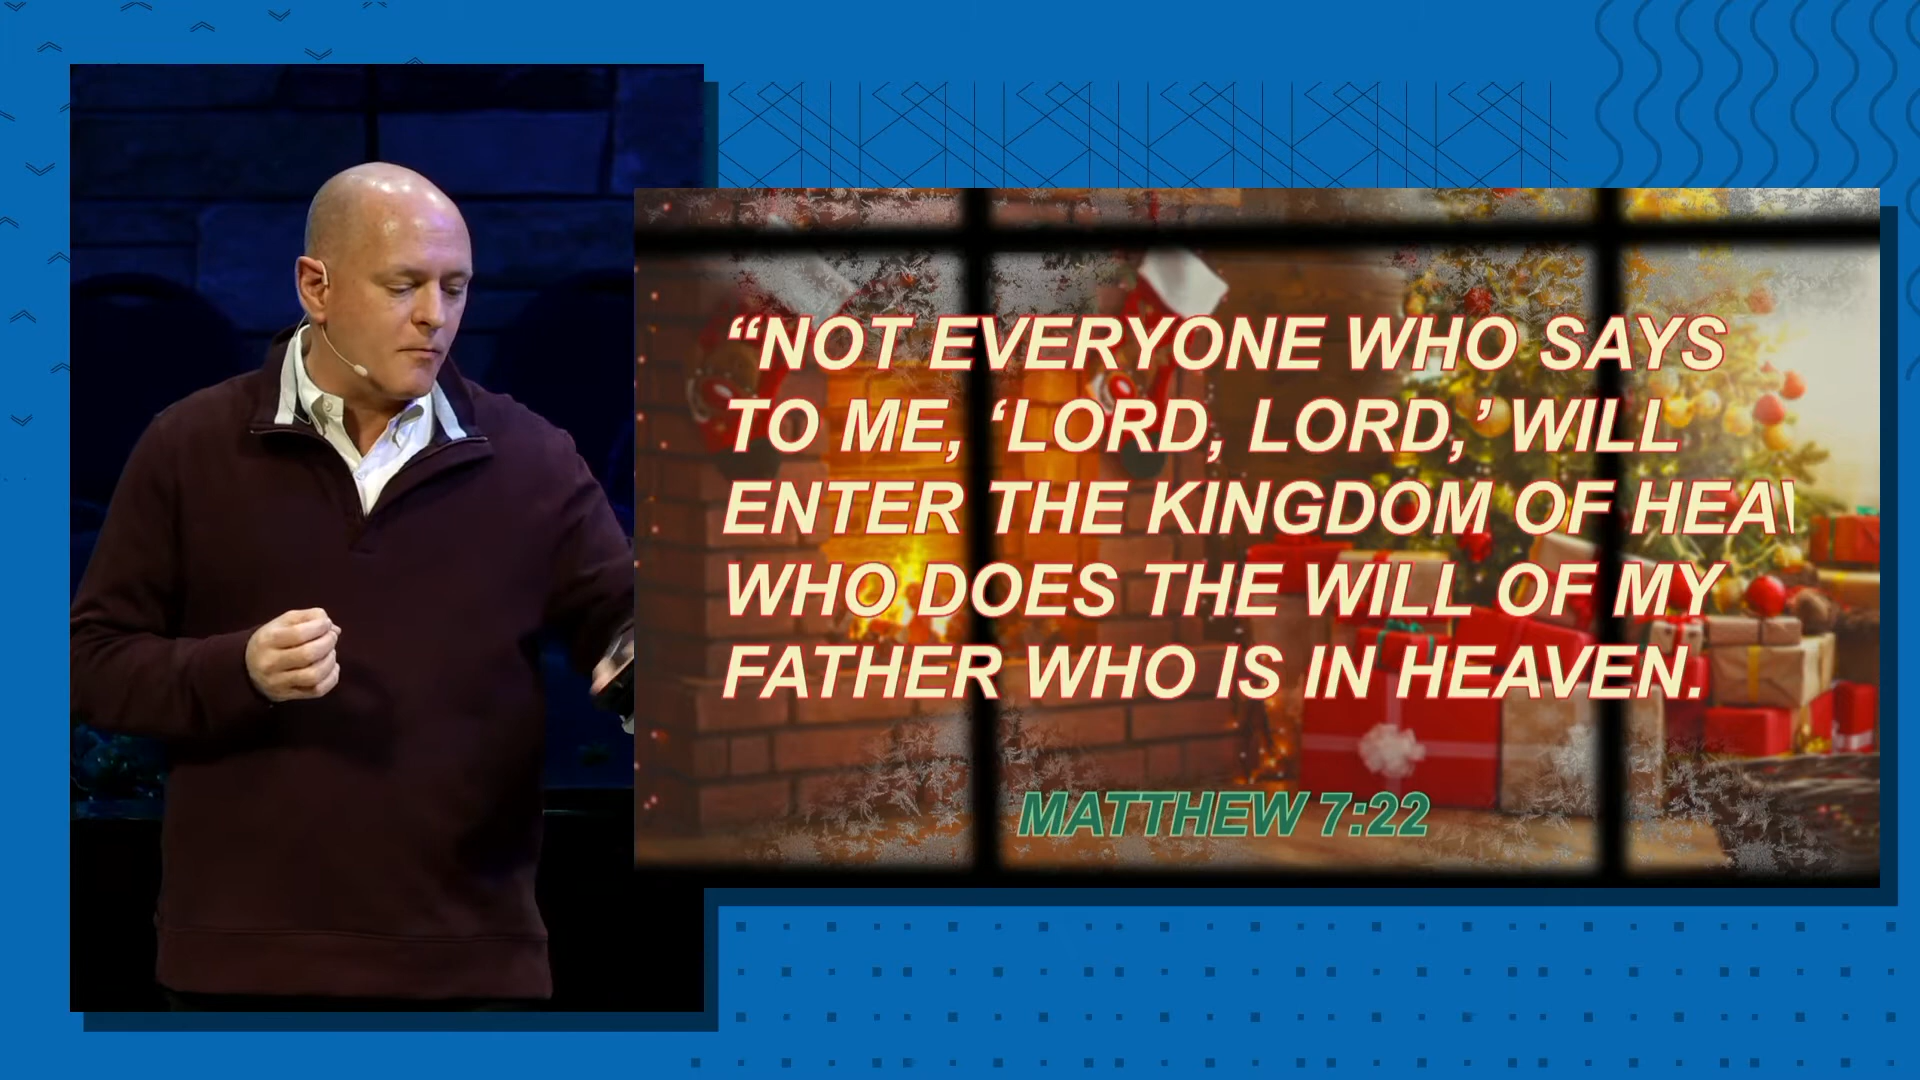 “NOT EVERYONE WHO SAYS
TO ME, ‘LORD, LORD,’ WILL
ENTER THE KINGDOM OF
WHO DOES THE WILL OF MY
FATHER WHO IS IN HEAVEN.
MATTHEW 7:22